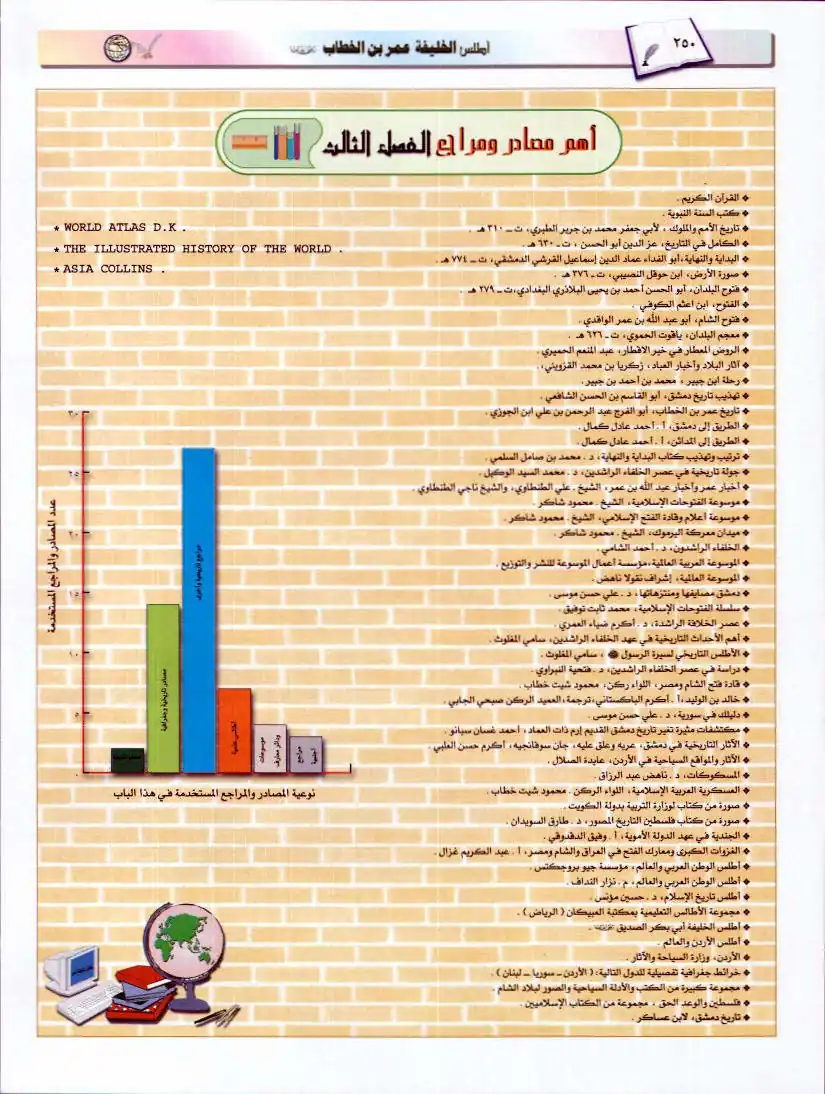 ٢٥٠
أطلس الخليفة عمر بن الخطاب
أهم مصادر ومراجع الفصل الثالث
❖ القرآن الكريم .
❖ كتب السنة النبوية .
❖ تاريخ الأمم والملوك ، لأبي جعفر محمد بن جرير الطبري، ت ـ ٣١٠ هـ .
❖ الكامل في التاريخ، عز الدين أبو الحسن ، ت ـ ٦٣٠ هـ .
❖ البداية والنهاية، أبو الفداء عماد الدين إسماعيل القرشي الدمشقي، ت ـ ٧٧٤ هـ .
❖ صورة الأرض، ابن حوقل النصيبي، ت ـ ٣٧٦ هـ .
❖ فتوح البلدان، أبو الحسن أحمد بن يحيى البلاذري البغدادي، ت ـ ٢٧٩ هـ .
❖ الفتوح، ابن اعثم الكوفي .
❖ فتوح الشام، أبو عبد الله بن عمر الواقدي .
❖ معجم البلدان، ياقوت الحموي، ت ـ ٦٢٦ هـ .
❖ الروض المعطار في خبر الاقطار، عبد المنعم الحميري .
❖ آثار البلاد وأخبار العباد، زكريا بن محمد القزويني، .
❖ رحلة ابن جبير ، محمد بن أحمد بن جبير .
❖ تهذيب تاريخ دمشق، أبو القاسم بن الحسن الشافعي .
❖ تاريخ عمر بن الخطاب، أبو الفرج عبد الرحمن بن علي ابن الجوزي .
❖ الطريق إلى دمشق، أ . أحمد عادل كمال .
❖ الطريق إلى المدائن، أ . أحمد عادل كمال .
❖ ترتيب وتهذيب كتاب البداية والنهاية، د . محمد بن صامل السلمي .
❖ جولة تاريخية في عصر الخلفاء الراشدين، د . محمد السيد الوكيل .
❖ أخبار عمر وأخبار عبد الله بن عمر، الشيخ . علي الطنطاوي، والشيخ ناجي الطنطاوي .
❖ موسوعة الفتوحات الإسلامية، الشيخ . محمود شاكر .
❖ موسوعة أعلام وقادة الفتح الإسلامي، الشيخ . محمود شاكر .
❖ ميدان معركة اليرموك، الشيخ . محمود شاكر .
❖ الخلفاء الراشدون، د . أحمد الشامي .
❖ الموسوعة العربية العالمية، مؤسسة أعمال الموسوعة للنشر والتوزيع .
❖ الموسوعة العالمية، إشراف نقولا ناهض .
❖ دمشق مصايفها ومنتزهاتها، د . علي حسن موسى .
❖ سلسلة الفتوحات الإسلامية، محمد ثابت توفيق .
❖ عصر الخلافة الراشدة، د . أكرم ضياء العمري .
❖ أهم الأحداث التاريخية في عهد الخلفاء الراشدين، سامي المغلوث .
❖ الأطلس التاريخي لسيرة الرسول ﷺ ، سامي المغلوث .
❖ دراسة في عصر الخلفاء الراشدين، د . فتحية النبراوي .
❖ قادة فتح الشام ومصر، اللواء ركن، محمود شيت خطاب .
❖ خالد بن الوليد، أ . أكرم الباكستاني، ترجمة، العميد الركن صبحي الجابي .
❖ دليلك في سورية، د . علي حسن موسى .
❖ مكتشفات مثيرة تغير تاريخ دمشق القديم إرم ذات العماد، أحمد غسان سبانو .
❖ الآثار التاريخية في دمشق، عربه وعلق عليه، جان سوفاجيه، أكرم حسن العلبي .
❖ الآثار والمواقع السياحية في الأردن، عايدة الصلال .
❖ المسكوكات، د . ناهض عبد الرزاق .
❖ العسكرية العربية الإسلامية، اللواء الركن . محمود شيت خطاب .
❖ صورة من كتاب لوزارة التربية بدولة الكويت .
❖ صورة من كتاب فلسطين التاريخ المصور، د . طارق السويدان .
❖ الجندية في عهد الدولة الأموية، أ . وفيق الدقدوقي .
❖ الغزوات الكبرى ومعارك الفتح في العراق والشام ومصر، أ . عبد الكريم غزال .
❖ أطلس الوطن العربي والعالم، مؤسسة جيو بروجكتس .
❖ أطلس الوطن العربي والعالم، م . نزار النداف .
❖ أطلس تاريخ الإسلام، د . حسين مؤنس .
❖ مجموعة الأطالس التعليمية بمكتبة العبيكان ( الرياض ) .
❖ أطلس الخليفة أبي بكر الصديق .
❖ أطلس الأردن والعالم .
❖ الأردن، وزارة السياحة والآثار .
❖ خرائط جغرافية تفصيلية للدول التالية: ( الأردن ـ سوريا ـ لبنان ) .
❖ مجموعة كبيرة من الكتب والأدلة السياحية والصور لبلاد الشام .
❖ فلسطين والوعد الحق ، مجموعة من الكتاب الإسلاميين .
❖ تاريخ دمشق، لابن عساكر .
* WORLD ATLAS D.K .
* THE ILLUSTRATED HISTORY OF THE WORLD .
* ASIA COLLINS .
عدد المصادر والمراجع المستخدمة
٣٠
٢٥
٢٠
١٥
١٠
٥
٠
مصادر تاريخية وجغرافية
مراجع تاريخية وأخرى
أطالس علمية
موسوعات
ودائر معارف
مراجع
أجنبية
نوعية المصادر والمراجع المستخدمة في هذا الباب